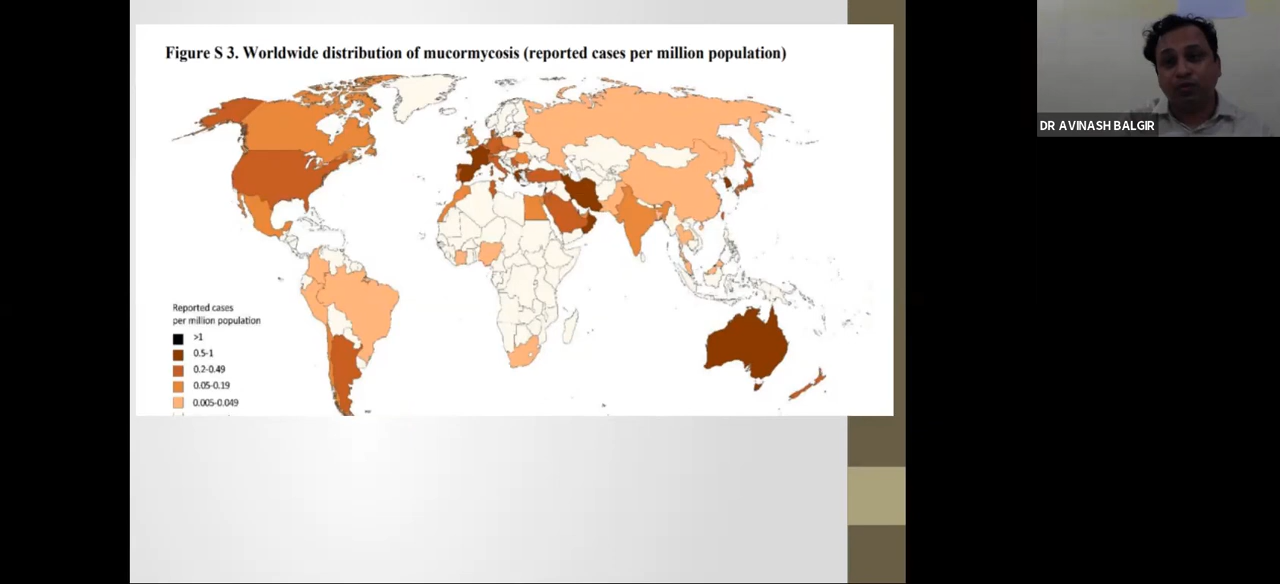 Figure S 3. Worldwide distribution of mucormycosis (reported cases per million population)
DR AVINASH BALGIR
Reported cases
per million population
>1
0.5-1
0.2-0.49
0.05-0.19
0.005-0.049